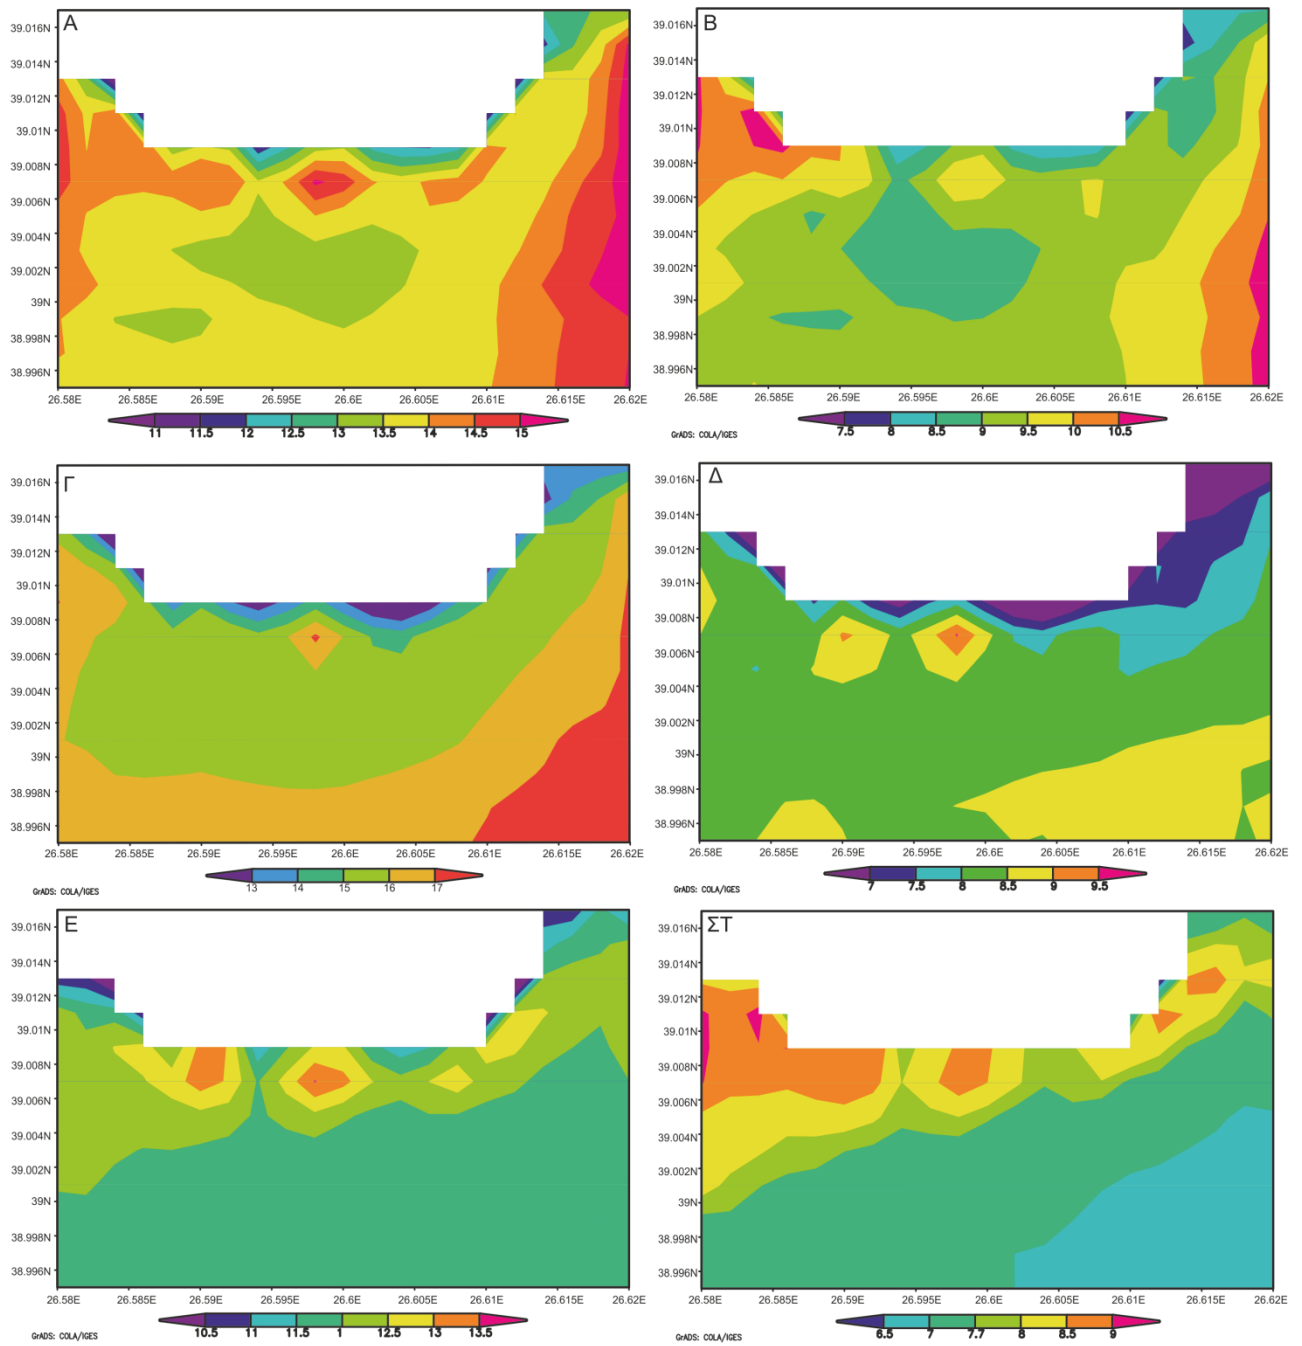 A
39.016N
39.014N
39.012N
39.01N
39.008N
39.006N
39.004N
39.002N
39N
38.998N
38.996N
26.58E 26.585E 26.59E 26.595E 26.6E 26.605E 26.61E 26.615E 26.62E
11 11.5 12 12.5 13 13.5 14 14.5 15
B
39.016N
39.014N
39.012N
39.01N
39.008N
39.006N
39.004N
39.002N
39N
38.998N
38.996N
26.58E 26.585E 26.59E 26.595E 26.6E 26.605E 26.61E 26.615E 26.62E
7.5 8 8.5 9 9.5 10 10.5
GrADS: COLA/IGES
Γ
39.016N
39.014N
39.012N
39.01N
39.008N
39.006N
39.004N
39.002N
39N
38.998N
38.996N
26.58E 26.585E 26.59E 26.595E 26.6E 26.605E 26.61E 26.615E 26.62E
13 14 15 16 17
GrADS: COLA/IGES
Δ
39.016N
39.014N
39.012N
39.01N
39.008N
39.006N
39.004N
39.002N
39N
38.998N
38.996N
26.58E 26.585E 26.59E 26.595E 26.6E 26.605E 26.61E 26.615E 26.62E
7 7.5 8 8.5 9 9.5
GrADS: COLA/IGES
E
39.016N
39.014N
39.012N
39.01N
39.008N
39.006N
39.004N
39.002N
39N
38.998N
38.996N
26.58E 26.585E 26.59E 26.595E 26.6E 26.605E 26.61E 26.615E 26.62E
10.5 11 11.5 1 12.5 13 13.5
GrADS: COLA/IGES
ΣΤ
39.016N
39.014N
39.012N
39.01N
39.008N
39.006N
39.004N
39.002N
39N
38.998N
38.996N
26.58E 26.585E 26.59E 26.595E 26.6E 26.605E 26.61E 26.615E 26.62E
6.5 7 7.7 8 8.5 9
GrADS: COLA/IGES